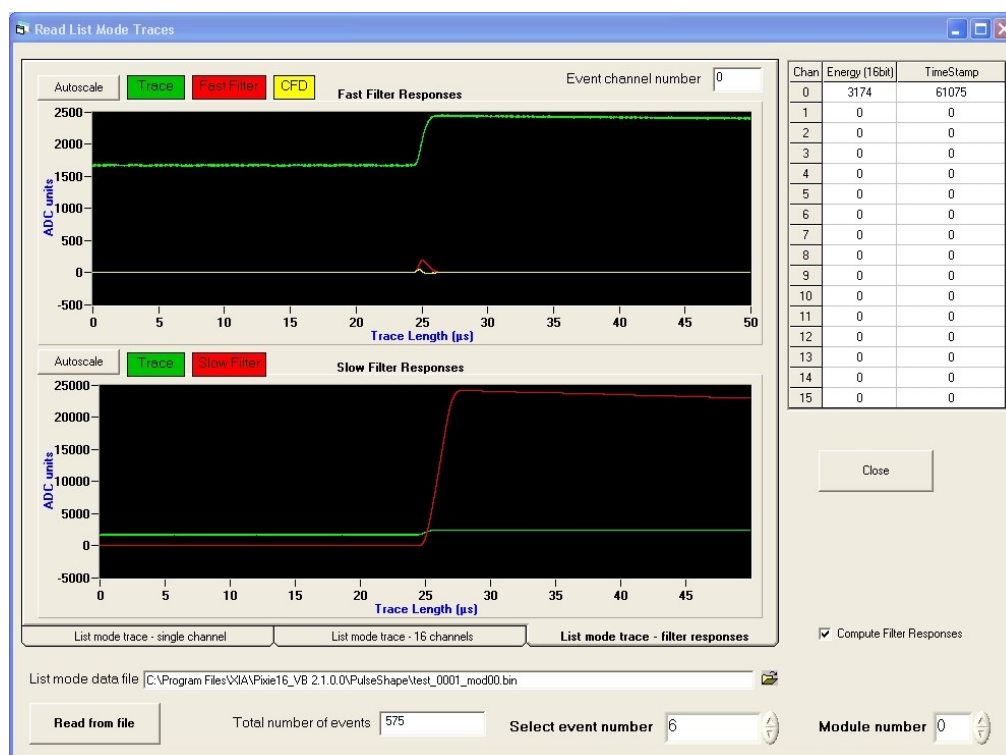 Read List Mode Traces
Autoscale Trace Fast Filter CFD Fast Filter Responses Event channel number 0
2500
2000
1500
1000
500
0
-500
ADC units
0 5 10 15 20 25 30 35 40 45 50
Trace Length (µs)
Autoscale Trace Slow Filter Slow Filter Responses
25000
20000
15000
10000
5000
0
-5000
ADC units
0 5 10 15 20 25 30 35 40 45
Trace Length (µs)
List mode trace - single channel List mode trace - 16 channels List mode trace - filter responses
Chan Energy (16bit) TimeStamp
0 3174 61075
1 0 0
2 0 0
3 0 0
4 0 0
5 0 0
6 0 0
7 0 0
8 0 0
9 0 0
10 0 0
11 0 0
12 0 0
13 0 0
14 0 0
15 0 0
Close
Compute Filter Responses
List mode data file C:\Program Files\XIA\Pixie16_VB 2.1.0.0\PulseShape\test_0001_mod00.bin
Read from file Total number of events 575 Select event number 6 Module number 0